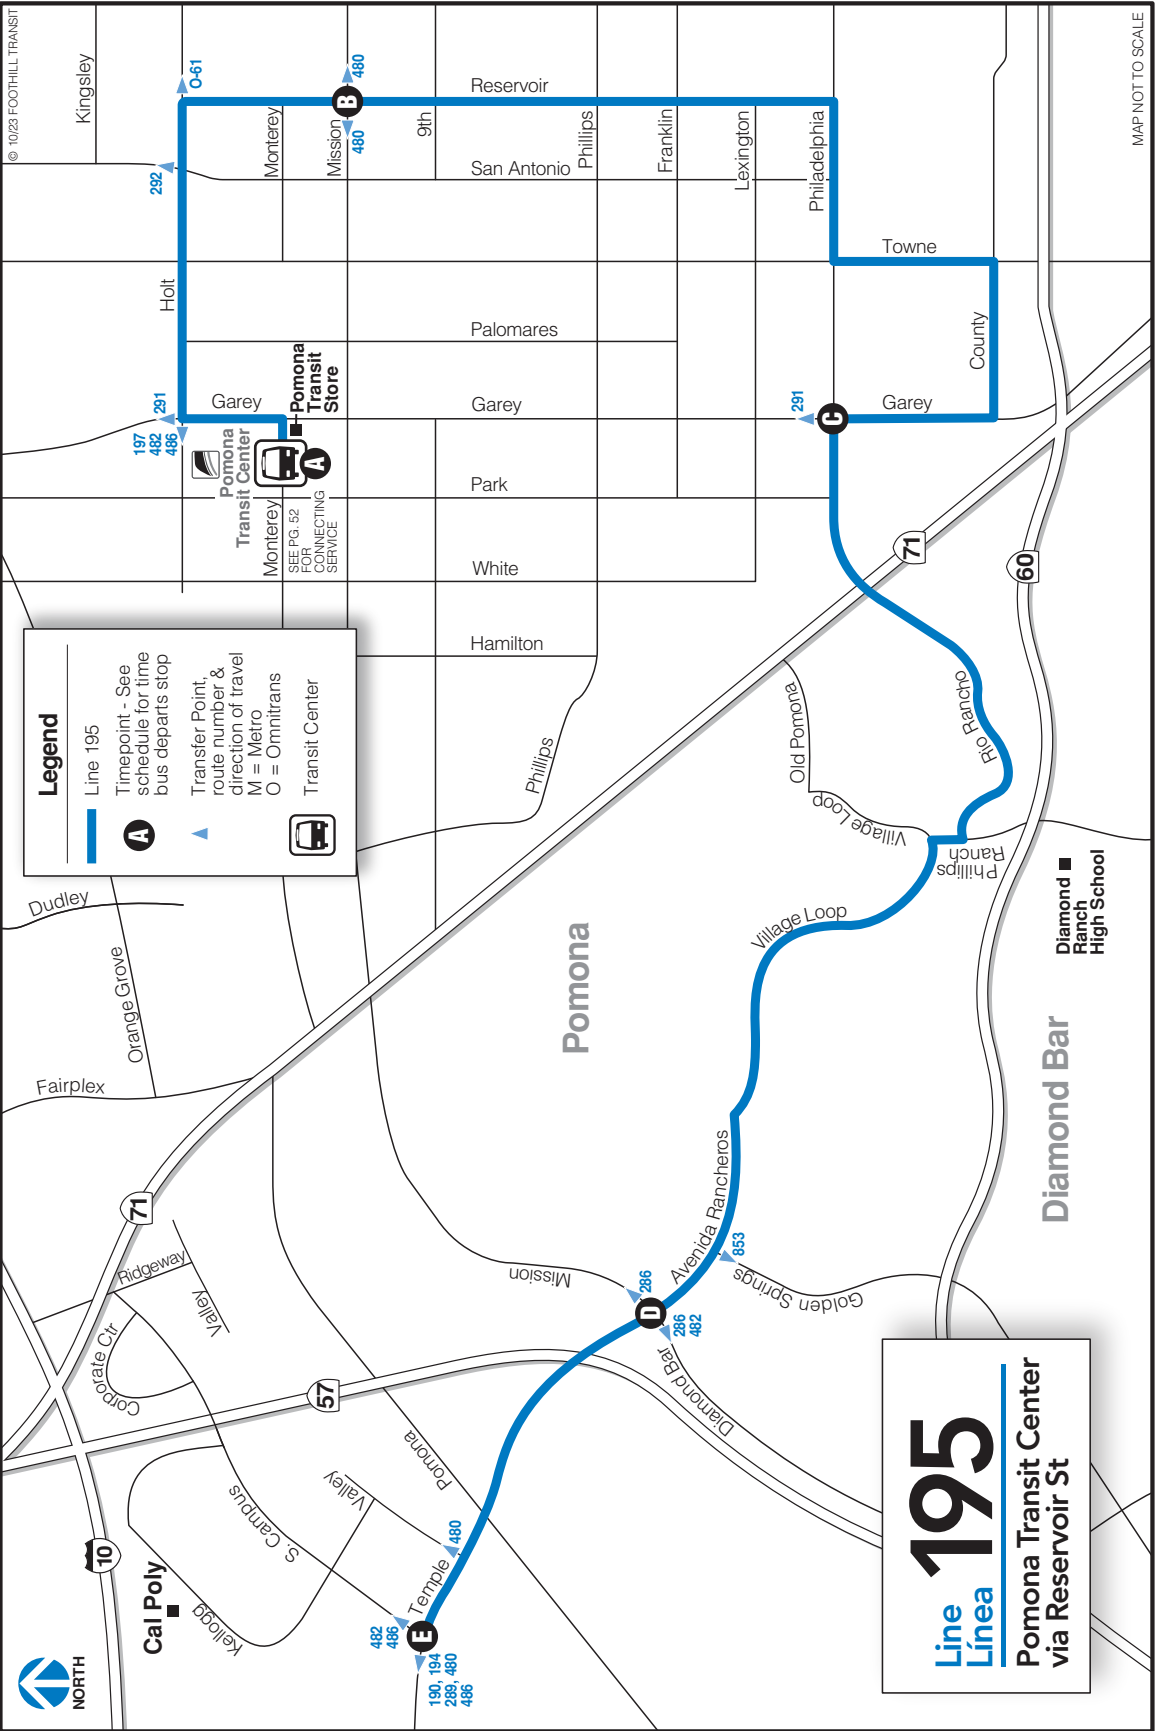 © 10/23 FOOTHILL TRANSIT
MAP NOT TO SCALE
NORTH
Legend
Line 195
A
Timepoint - See
schedule for time
bus departs stop
Transfer Point,
route number &
direction of travel
M = Metro
O = Omnitrans
Transit Center
Line
Línea
195
Pomona Transit Center
via Reservoir St
Kingsley
O-61
292
Holt
291
197
482
486
Garey
Pomona
Transit Center
Pomona
Transit
Store
A
SEE PG. 52
FOR
CONNECTING
SERVICE
Monterey
Monterey
Mission
480
B
480
9th
Reservoir
San Antonio
Phillips
Franklin
Lexington
Philadelphia
Towne
County
Palomares
Garey
Garey
291
C
Park
White
Hamilton
Phillips
71
60
Old Pomona
Village Loop
Rio Rancho
Phillips
Ranch
Village Loop
Diamond
Ranch
High School
Pomona
Diamond Bar
Dudley
Orange Grove
Fairplex
71
Ridgeway
Valley
Corporate Ctr
57
Mission
286
D
286
482
Diamond Bar
Avenida Rancheros
853
Golden Springs
Pomona
Valley
S. Campus
10
Cal Poly
Kellogg
480
Temple
482
486
E
190, 194
289, 480
486